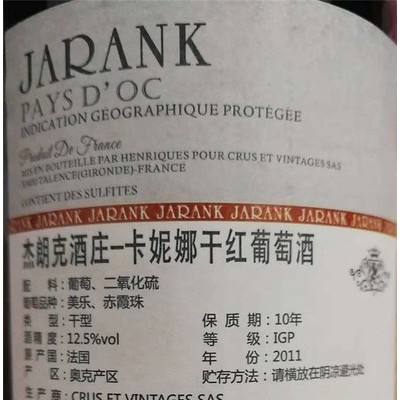 JARANK
PAYS D'OC
INDICATION GÉOGRAPHIQUE PROTÉGÉE
Produit De France
MIS EN BOUTEILLE PAR HENRIQUES POUR CRUS ET VINTAGES SAS
33400 TALENCE(GIRONDE)-FRANCE
CONTIENT DES SULFITES
JARANK JARANK JARANK JARANK JARANK JARANK
杰朗克酒庄—卡妮娜干红葡萄酒
配 料:葡萄、二氧化硫
葡萄品种:美乐、赤霞珠
类 型:干型 保 质 期:10年
酒 精 度:12.5%vol 等 级:IGP
原 产 国:法国 年 份:2011
产 区:奥克产区 贮存方法:请横放在阴凉避光处
生 产 商:CRUS ET VINTAGES SAS